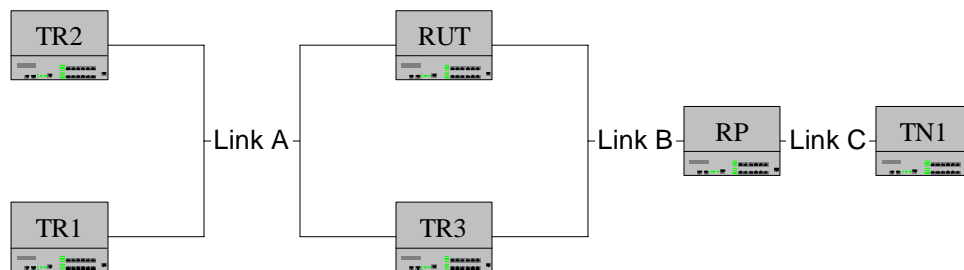 TR2
RUT
Link A
Link B
RP
Link C
TN1
TR1
TR3